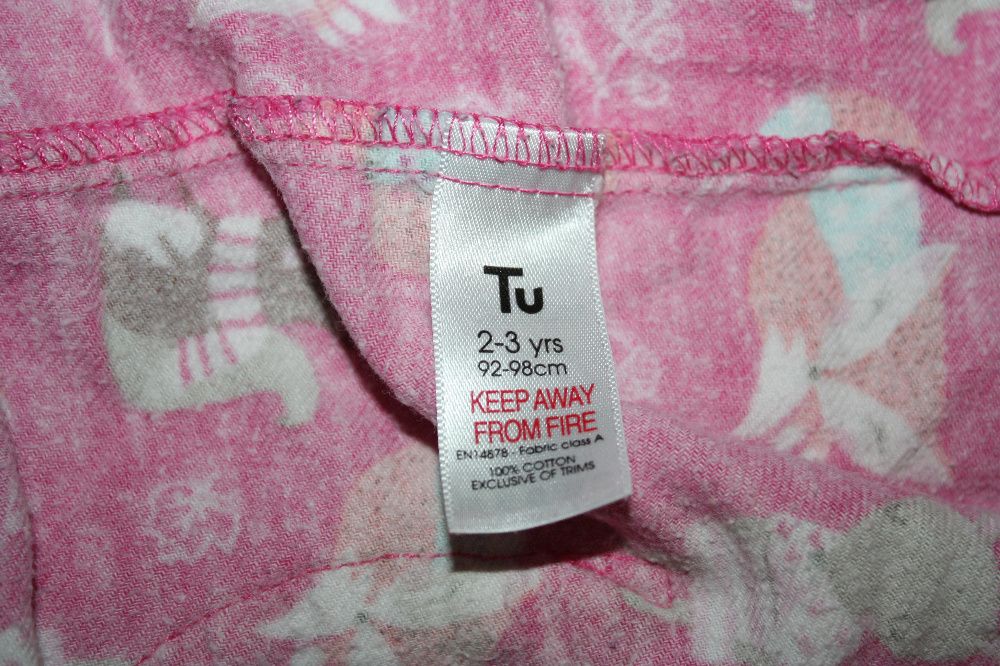 Tu
2-3 yrs
92-98cm
KEEP AWAY
FROM FIRE
EN14878 - Fabric class A
100% COTTON
EXCLUSIVE OF TRIMS